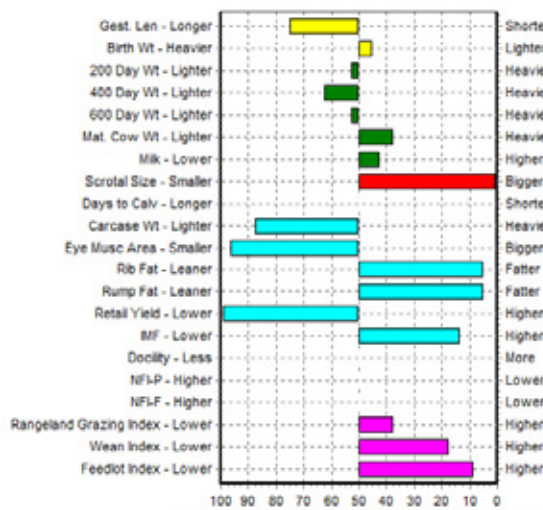 Gest. Len - Longer Shorte
Birth Wt - Heavier Lighter
200 Day Wt - Lighter Heavie
400 Day Wt - Lighter Heavie
600 Day Wt - Lighter Heavie
Mat. Cow Wt - Lighter Heavie
Milk - Lower Higher
Scrotal Size - Smaller Bigger
Days to Calv - Longer Shorte
Carcase Wt - Lighter Heavie
Eye Musc Area - Smaller Bigger
Rib Fat - Leaner Fatter
Rump Fat - Leaner Fatter
Retail Yield - Lower Higher
IMF - Lower Higher
Docility - Less More
NFI-P - Higher Lower
NFI-F - Higher Lower
Rangeland Grazing Index - Lower Higher
Wean Index - Lower Higher
Feedlot Index - Lower Higher
100 90 80 70 60 50 40 30 20 10 0